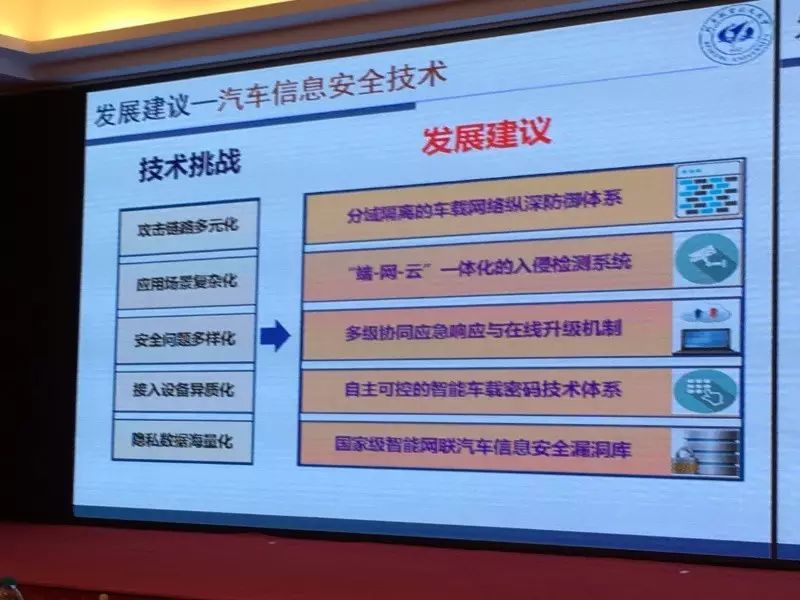 发展建议—汽车信息安全技术
技术挑战
攻击链路多元化
应用场景复杂化
安全问题多样化
接入设备异质化
隐私数据海量化
发展建议
分域隔离的车载网络纵深防御体系
“端-网-云”一体化的入侵检测系统
多级协同应急响应与在线升级机制
自主可控的智能车载密码技术体系
国家级智能网联汽车信息安全漏洞库